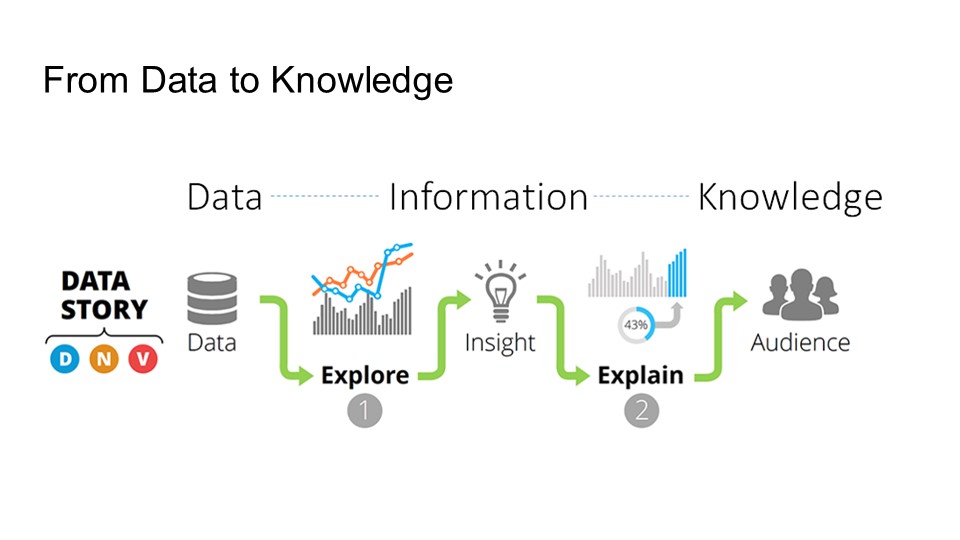 From Data to Knowledge
Data Information Knowledge
DATA
STORY
D N V
Data
Explore
1
Insight
43%
Explain
2
Audience